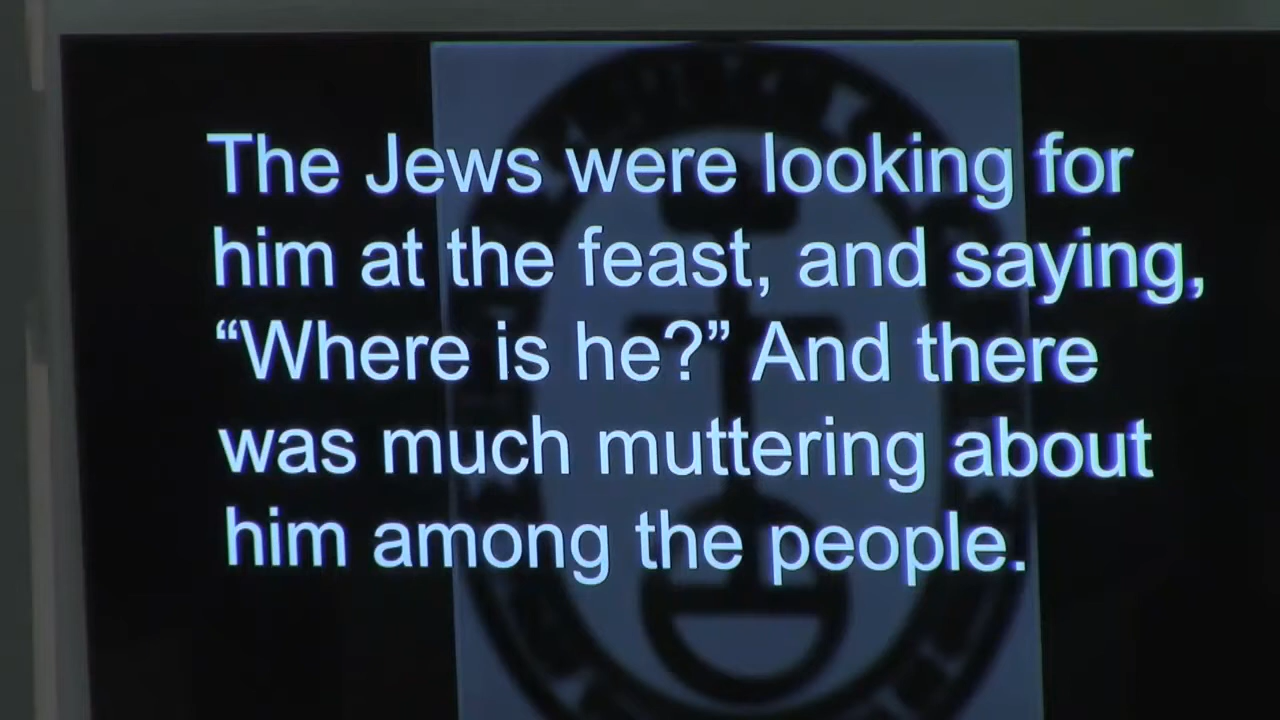 The Jews were looking for
him at the feast, and saying,
“Where is he?” And there
was much muttering about
him among the people.